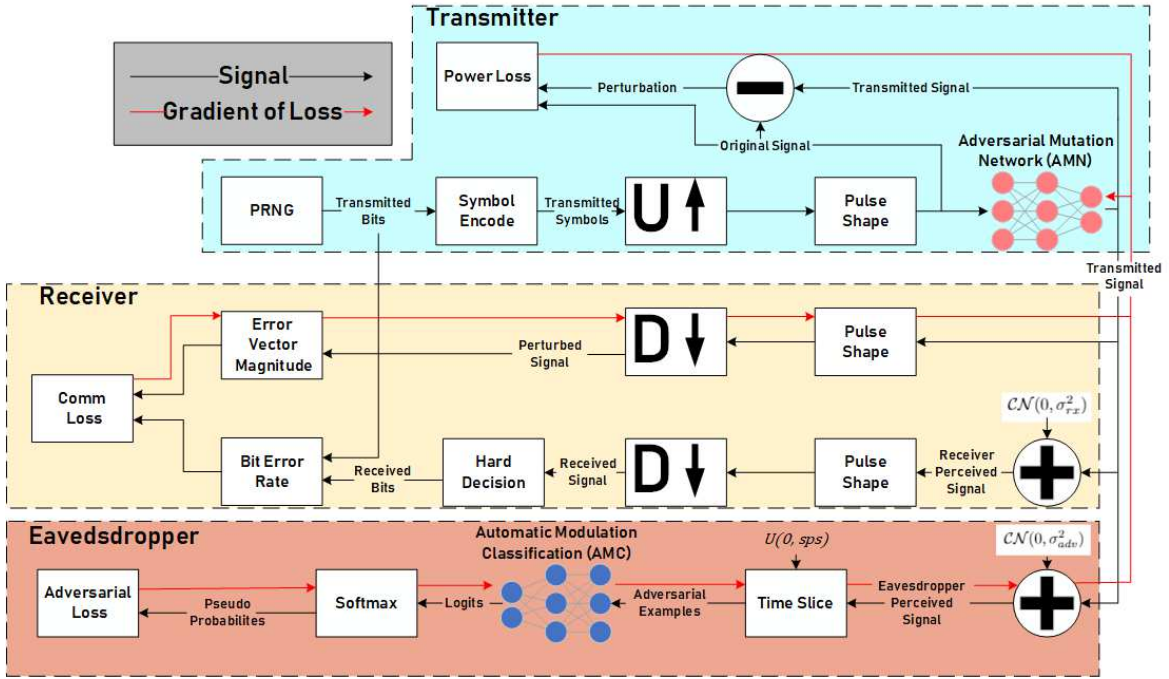 Transmitter
Signal
Gradient of Loss
Power Loss
Perturbation
Transmitted Signal
Original Signal
Adversarial Mutation
Network (AMN)
PRNG
Transmitted
Bits
Symbol
Encode
Transmitted
Symbols
U
Pulse
Shape
Transmitted
Signal
Receiver
Error
Vector
Magnitude
Perturbed
Signal
D
Pulse
Shape
Comm
Loss
CN(0, σ²rx)
Bit Error
Rate
Received
Bits
Hard
Decision
Received
Signal
D
Pulse
Shape
Receiver
Perceived
Signal
Eavedsdropper
Automatic Modulation
Classification (AMC)
U(0, sps)
CN(0, σ²adv)
Adversarial
Loss
Pseudo
Probabilites
Softmax
Logits
Adversarial
Examples
Time Slice
Eavesdropper
Perceived
Signal